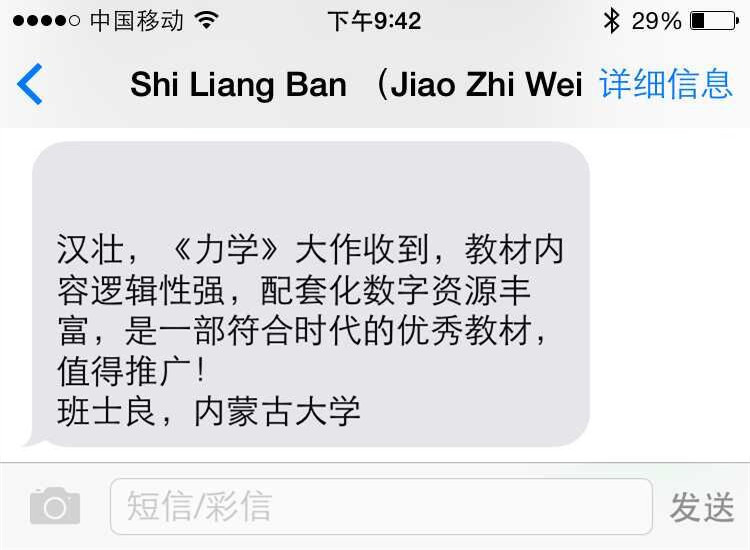 中国移动 下午9:42 29%
Shi Liang Ban （Jiao Zhi Wei 详细信息
汉壮，《力学》大作收到，教材内
容逻辑性强，配套化数字资源丰
富，是一部符合时代的优秀教材，
值得推广！
班士良，内蒙古大学
短信/彩信 发送